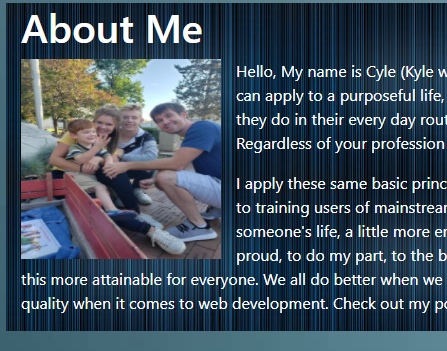 About Me
Hello, My name is Cyle (Kyle w
can apply to a purposeful life,
they do in their every day rout
Regardless of your profession
I apply these same basic princ
to training users of mainstrear
someone's life, a little more er
proud, to do my part, to the b
this more attainable for everyone. We all do better when we
quality when it comes to web development. Check out my po